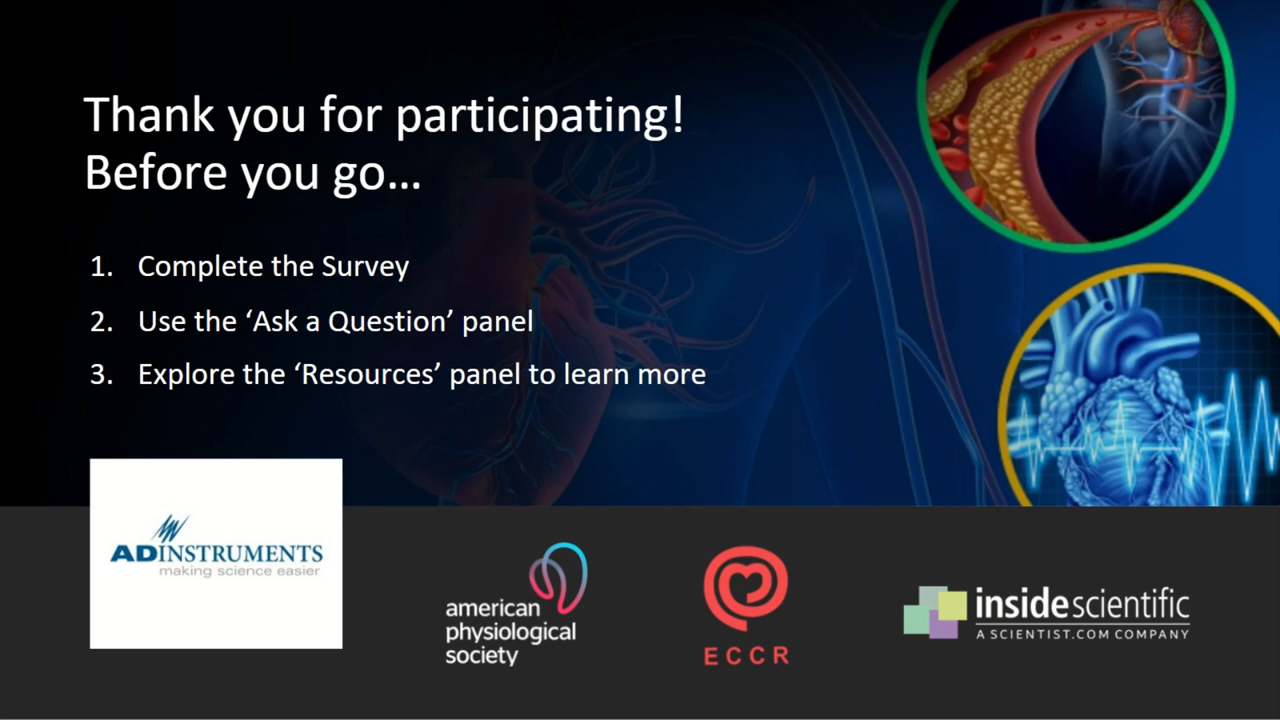 Thank you for participating!
Before you go…
1. Complete the Survey
2. Use the ‘Ask a Question’ panel
3. Explore the ‘Resources’ panel to learn more
ADINSTRUMENTS
making science easier
american
physiological
society
ECCR
insidescientific
A SCIENTIST.COM COMPANY